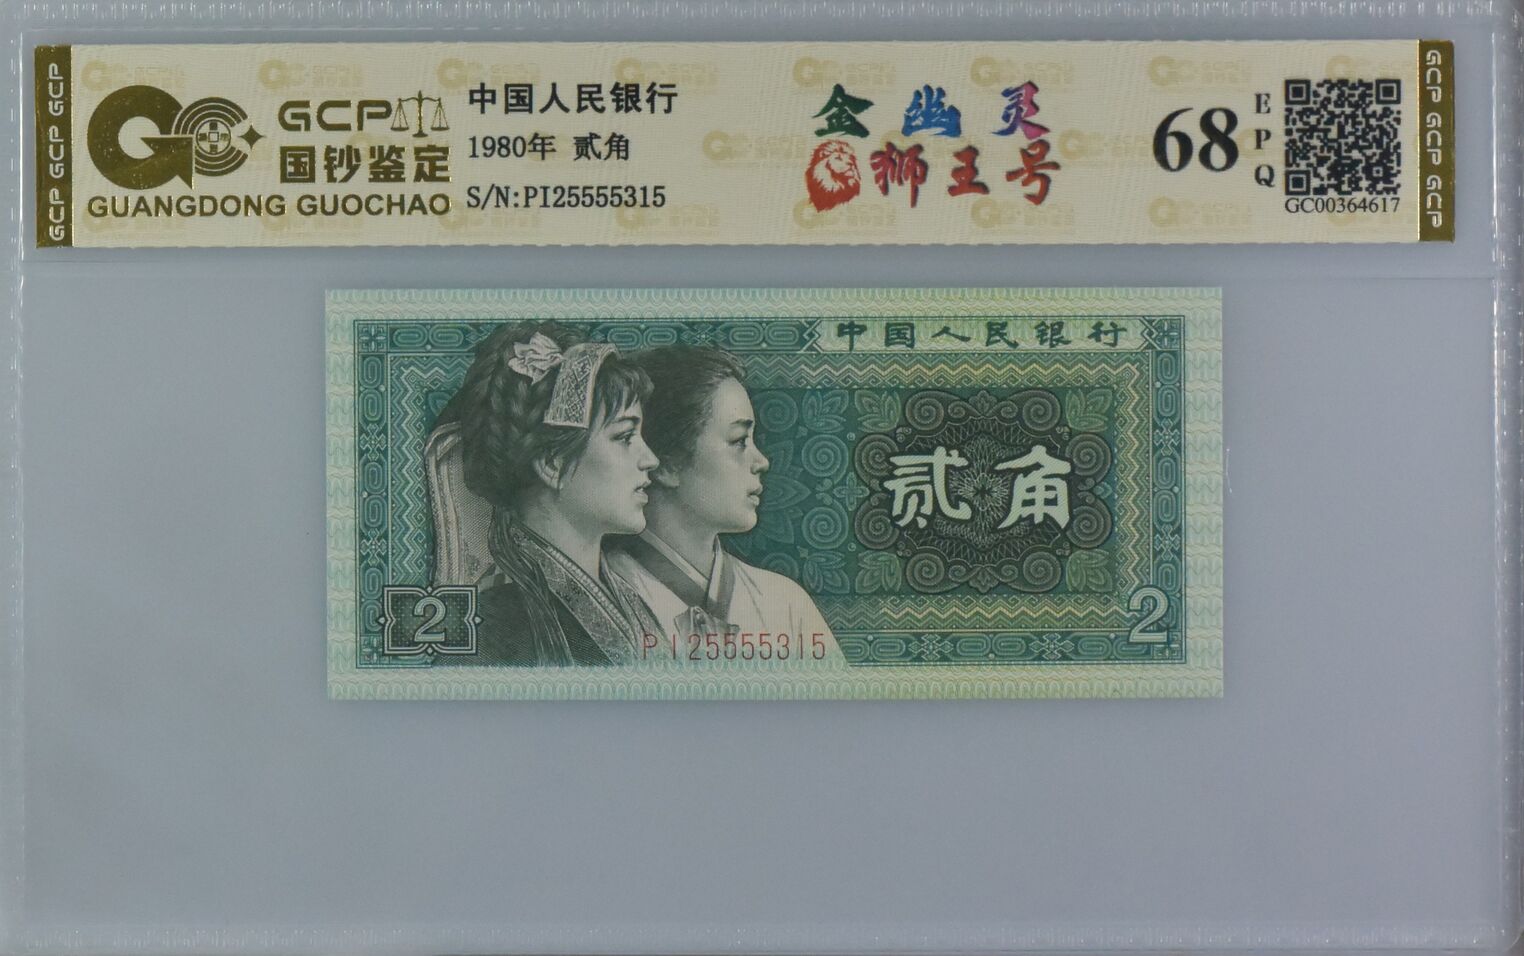 GCP GCP GCP
GCP
国钞鉴定
GUANGDONG GUOCHAO
中国人民银行
1980年 贰角
S/N:PI25555315
金幽灵
狮王号
68
EPQ
GC00364617
GCP GCP GCP
中国人民银行
贰角
2
2
PI25555315